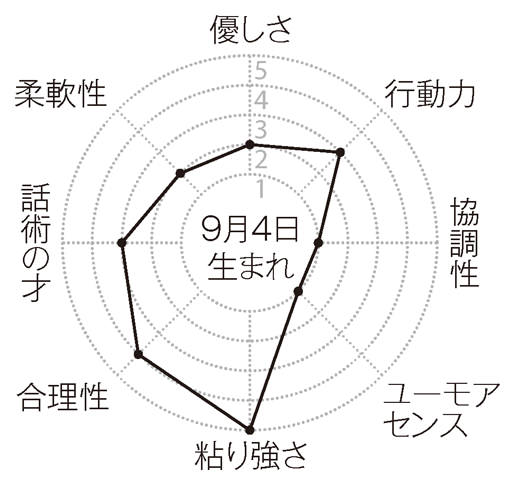 優しさ
行動力
協調性
ユーモア
センス
粘り強さ
合理性
話術の才
柔軟性
5
4
3
2
1
9月4日
生まれ